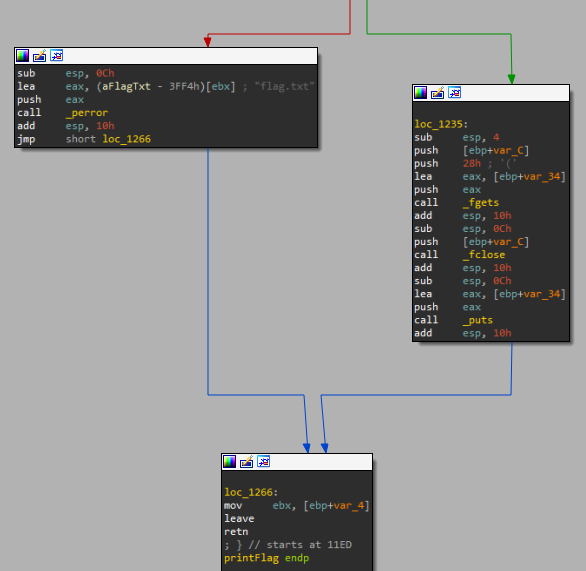 sub     esp, 0Ch
lea     eax, (aFlagTxt - 3FF4h)[ebx] ; "flag.txt"
push    eax
call    _perror
add     esp, 10h
jmp     short loc_1266
loc_1235:
sub     esp, 4
push    [ebp+var_C]
push    28h ; '('
lea     eax, [ebp+var_34]
push    eax
call    _fgets
add     esp, 10h
sub     esp, 0Ch
push    [ebp+var_C]
call    _fclose
add     esp, 10h
sub     esp, 0Ch
lea     eax, [ebp+var_34]
push    eax
call    _puts
add     esp, 10h
loc_1266:
mov     ebx, [ebp+var_4]
leave
retn
; } // starts at 11ED
printFlag endp